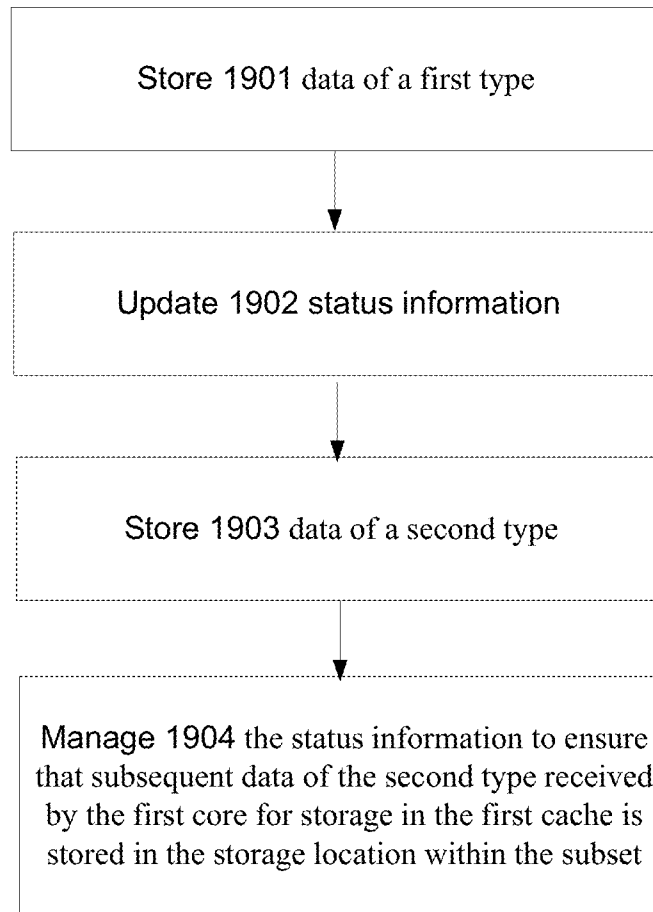 Store 1901 data of a first type
Update 1902 status information
Store 1903 data of a second type
Manage 1904 the status information to ensure
that subsequent data of the second type received
by the first core for storage in the first cache is
stored in the storage location within the subset